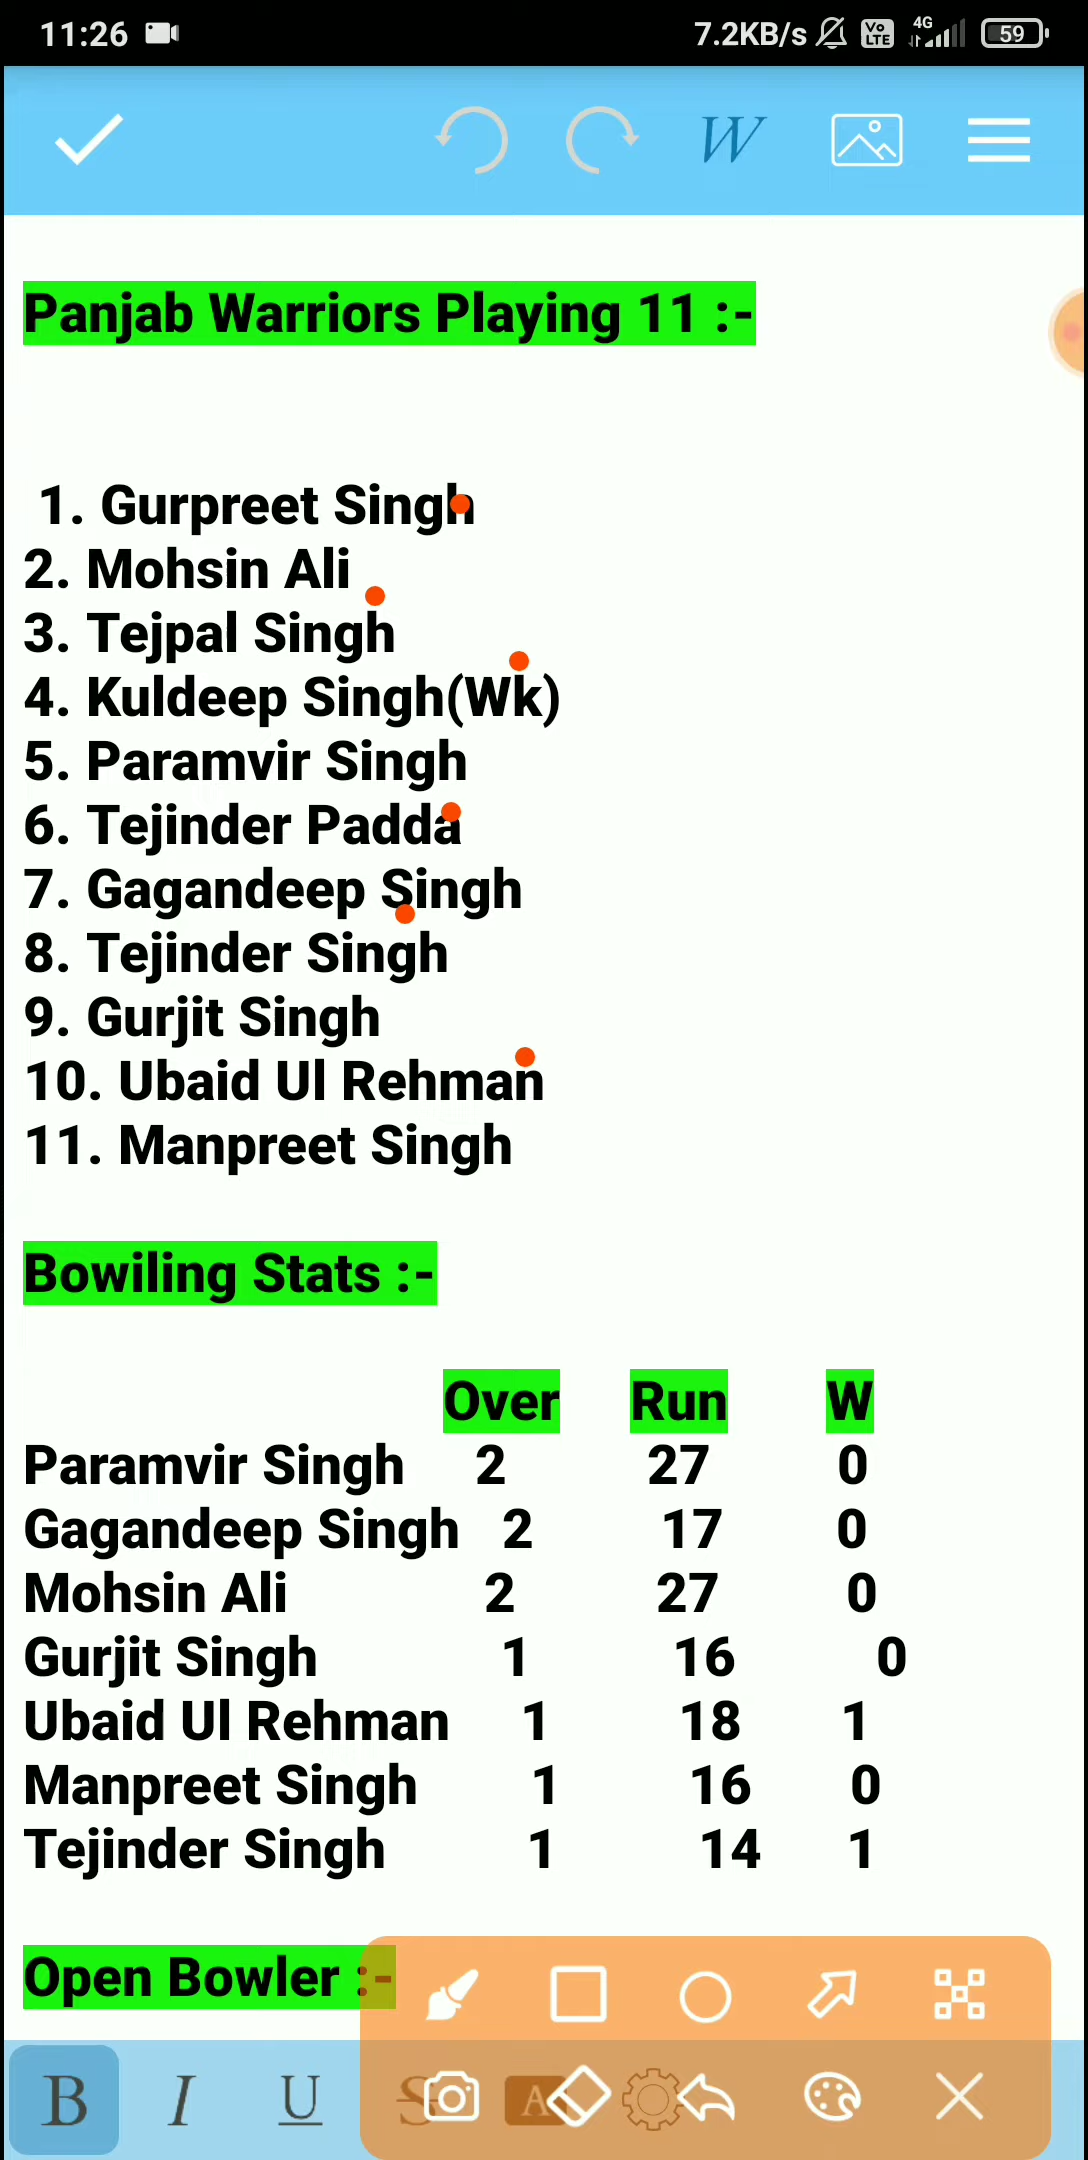 11:26 7.2KB/s Vo LTE 4G 59
W
Panjab Warriors Playing 11 :-
1. Gurpreet Singh
2. Mohsin Ali
3. Tejpal Singh
4. Kuldeep Singh(Wk)
5. Paramvir Singh
6. Tejinder Padda
7. Gagandeep Singh
8. Tejinder Singh
9. Gurjit Singh
10. Ubaid Ul Rehman
11. Manpreet Singh
Bowiling Stats :-
Over Run W
Paramvir Singh 2 27 0
Gagandeep Singh 2 17 0
Mohsin Ali 2 27 0
Gurjit Singh 1 16 0
Ubaid Ul Rehman 1 18 1
Manpreet Singh 1 16 0
Tejinder Singh 1 14 1
Open Bowler :-
B I U S A